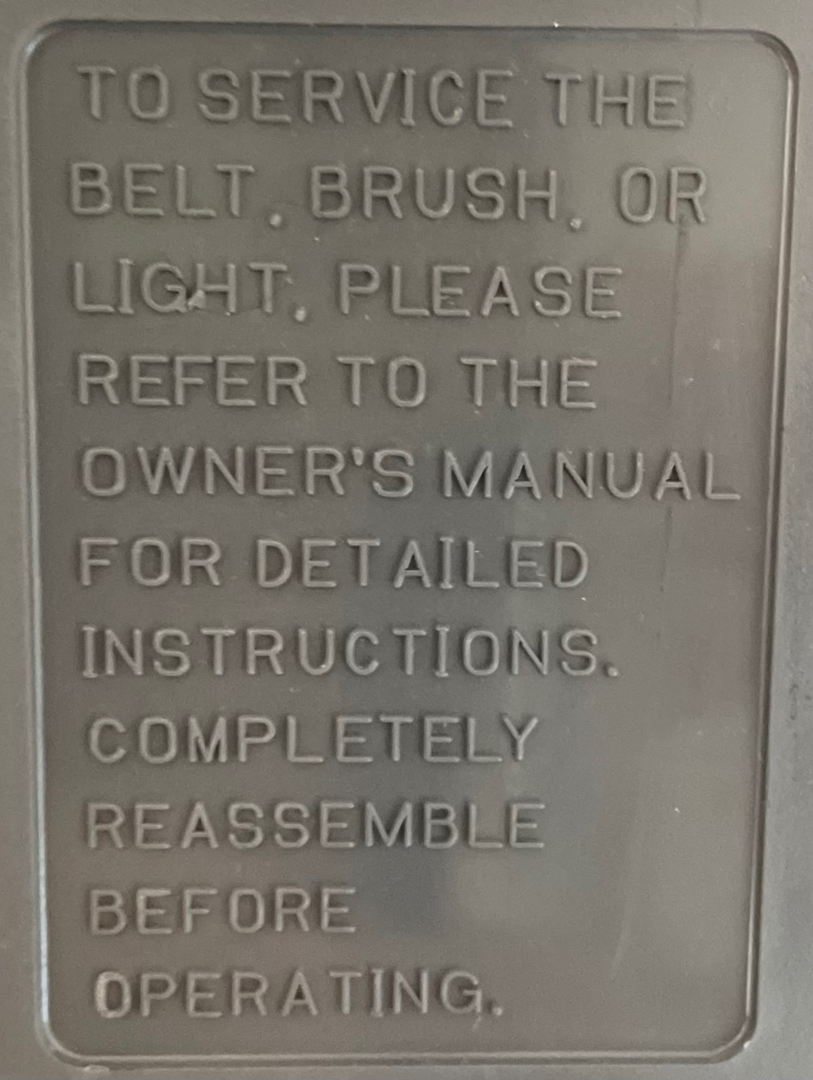 TO SERVICE THE
BELT, BRUSH, OR
LIGHT, PLEASE
REFER TO THE
OWNER'S MANUAL
FOR DETAILED
INSTRUCTIONS.
COMPLETELY
REASSEMBLE
BEFORE
OPERATING.